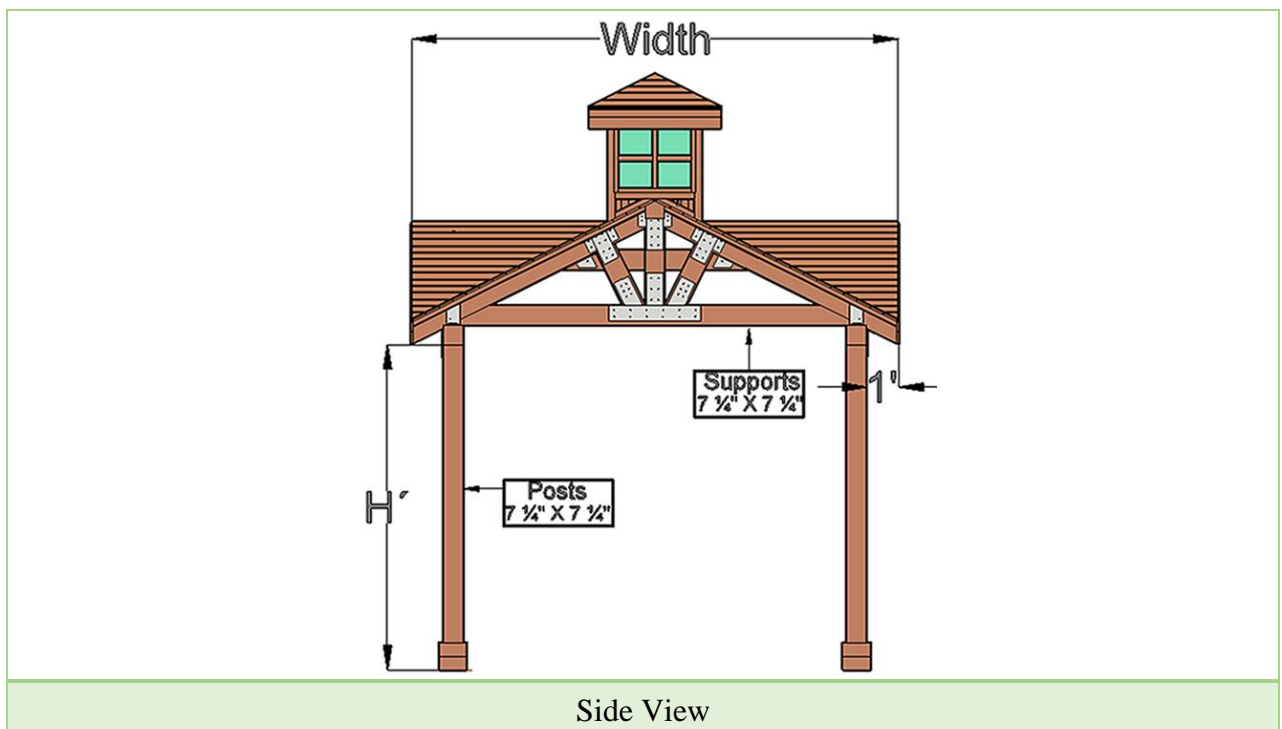 Width
Supports
7 ¼" X 7 ¼"
1'
H´
Posts
7 ¼" X 7 ¼"
Side View